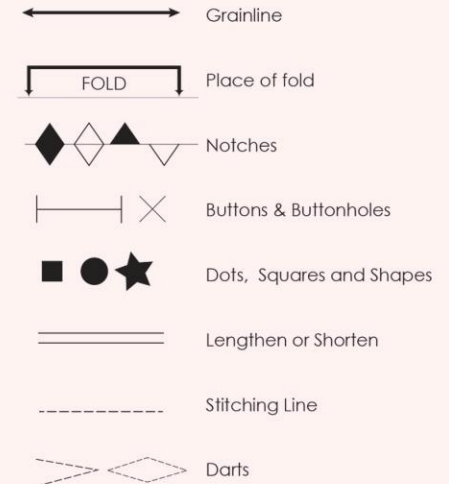 Grainline
FOLD
Place of fold
Notches
Buttons & Buttonholes
Dots, Squares and Shapes
Lengthen or Shorten
Stitching Line
Darts